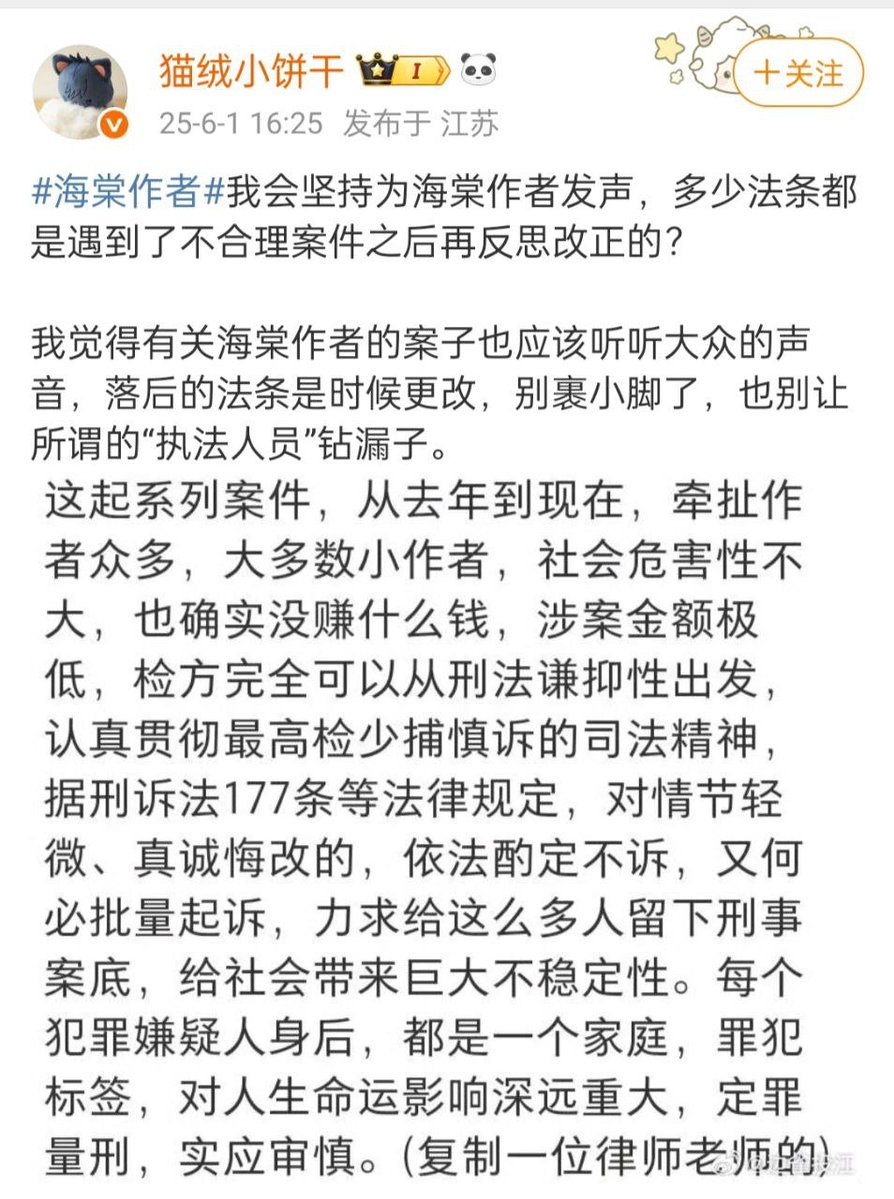 猫绒小饼干
I
+关注
25-6-1 16:25 发布于 江苏
#海棠作者#我会坚持为海棠作者发声，多少法条都
是遇到了不合理案件之后再反思改正的？
我觉得有关海棠作者的案子也应该听听大众的声
音，落后的法条是时候更改，别裹小脚了，也别让
所谓的“执法人员”钻漏子。
这起系列案件，从去年到现在，牵扯作
者众多，大多数小作者，社会危害性不
大，也确实没赚什么钱，涉案金额极
低，检方完全可以从刑法谦抑性出发，
认真贯彻最高检少捕慎诉的司法精神，
据刑诉法177条等法律规定，对情节轻
微、真诚悔改的，依法酌定不诉，又何
必批量起诉，力求给这么多人留下刑事
案底，给社会带来巨大不稳定性。每个
犯罪嫌疑人身后，都是一个家庭，罪犯
标签，对人生命运影响深远重大，定罪
量刑，实应审慎。(复制一位律师老师的)